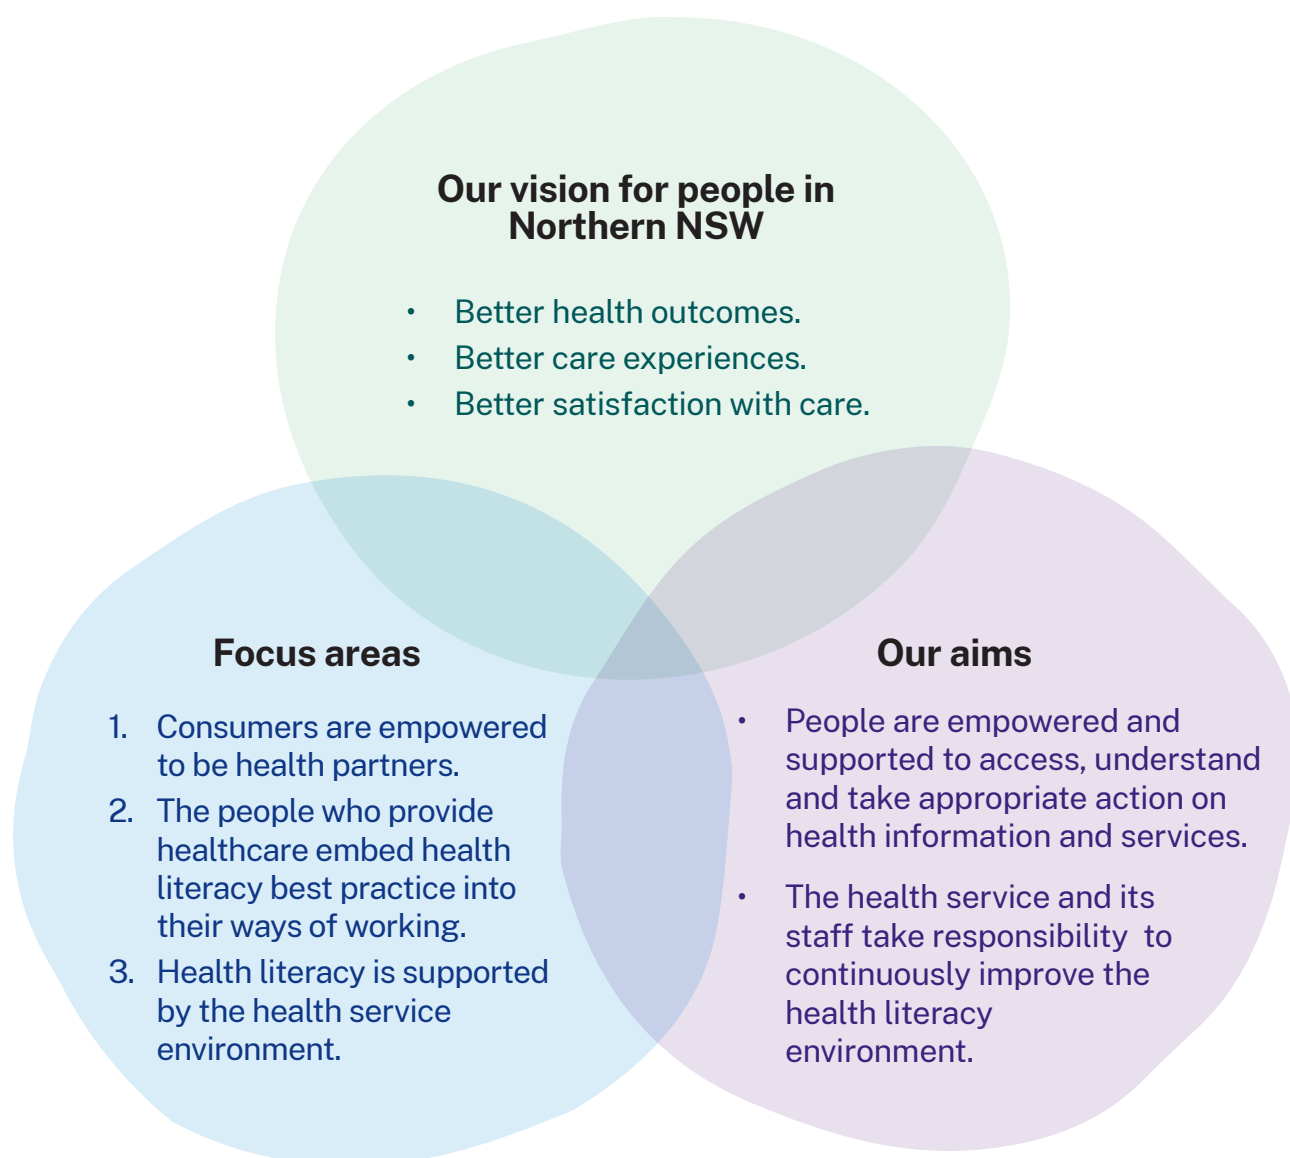 Our vision for people in
Northern NSW
• Better health outcomes.
• Better care experiences.
• Better satisfaction with care.
Focus areas
1. Consumers are empowered
to be health partners.
2. The people who provide
healthcare embed health
literacy best practice into
their ways of working.
3. Health literacy is supported
by the health service
environment.
Our aims
• People are empowered and
supported to access, understand
and take appropriate action on
health information and services.
• The health service and its
staff take responsibility  to
continuously improve the
health literacy
environment.